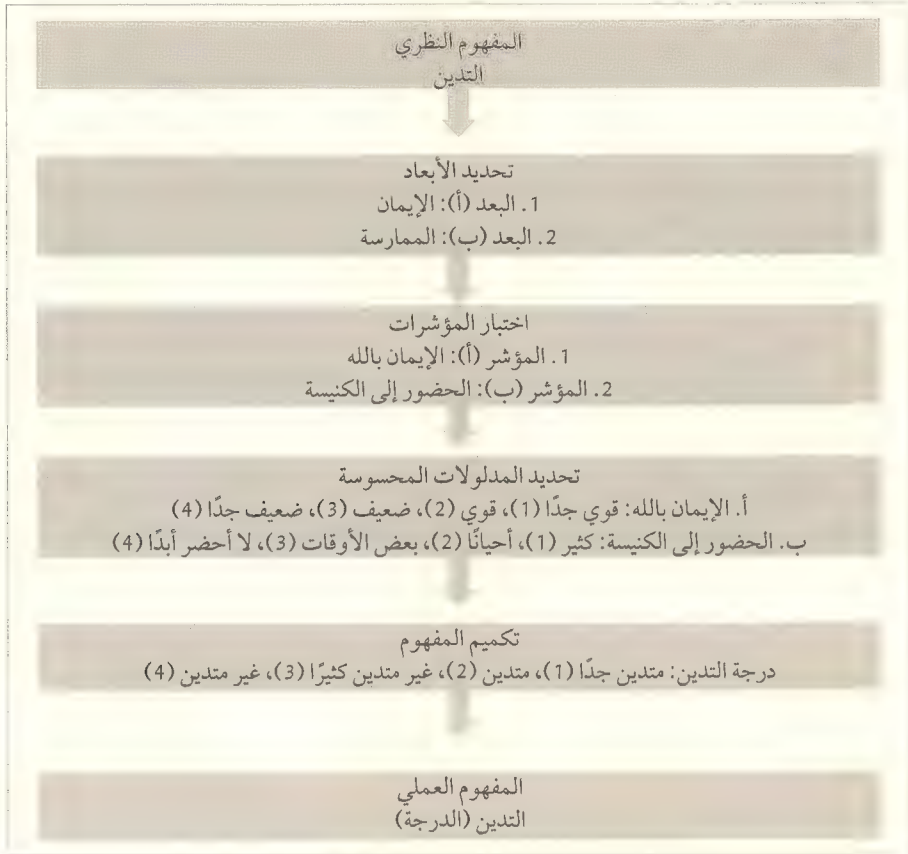 المفهوم النظري
التدين
تحديد الأبعاد
1. البعد (أ): الإيمان
2. البعد (ب): الممارسة
اختبار المؤشرات
1. المؤشر (أ): الإيمان بالله
2. المؤشر (ب): الحضور إلى الكنيسة
تحديد المدلولات المحسوسة
أ. الإيمان بالله: قوي جدًا (1)، قوي (2)، ضعيف (3)، ضعيف جدًا (4)
ب. الحضور إلى الكنيسة: كثير (1)، أحيانًا (2)، بعض الأوقات (3)، لا أحضر أبدًا (4)
تكميم المفهوم
درجة التدين: متدين جدًا (1)، متدين (2)، غير متدين كثيرًا (3)، غير متدين (4)
المفهوم العملي
التدين (الدرجة)